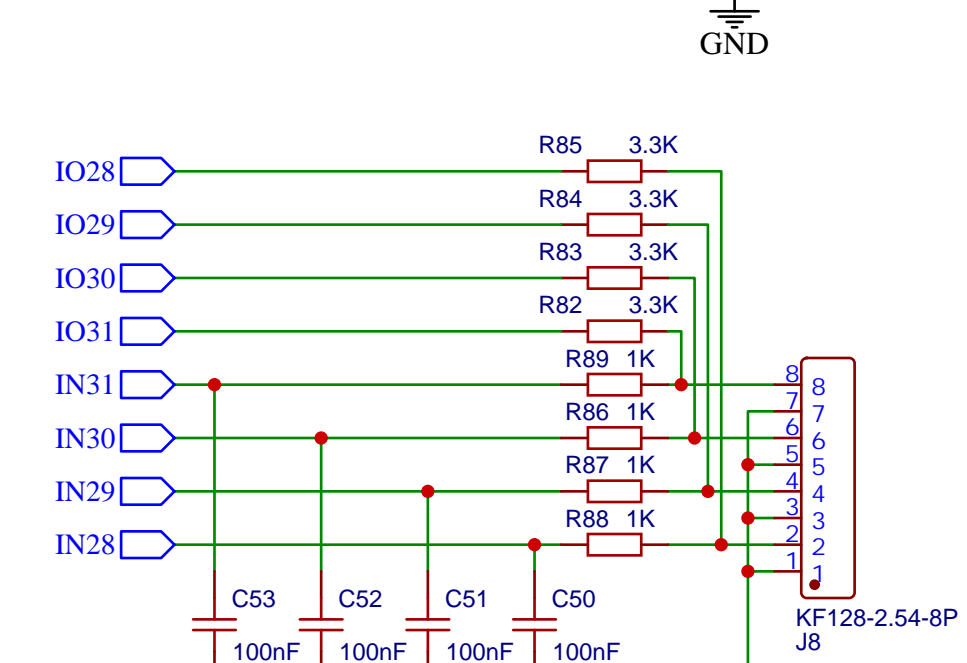 GND
R85 3.3K
IO28
R84 3.3K
IO29
R83 3.3K
IO30
R82 3.3K
IO31
R89 1K
IN31
8 8
7 7
R86 1K
IN30
6 6
R87 1K
5 5
IN29
4 4
R88 1K
3 3
IN28
2 2
1 1
C53 C52 C51 C50
KF128-2.54-8P
J8
100nF 100nF 100nF 100nF